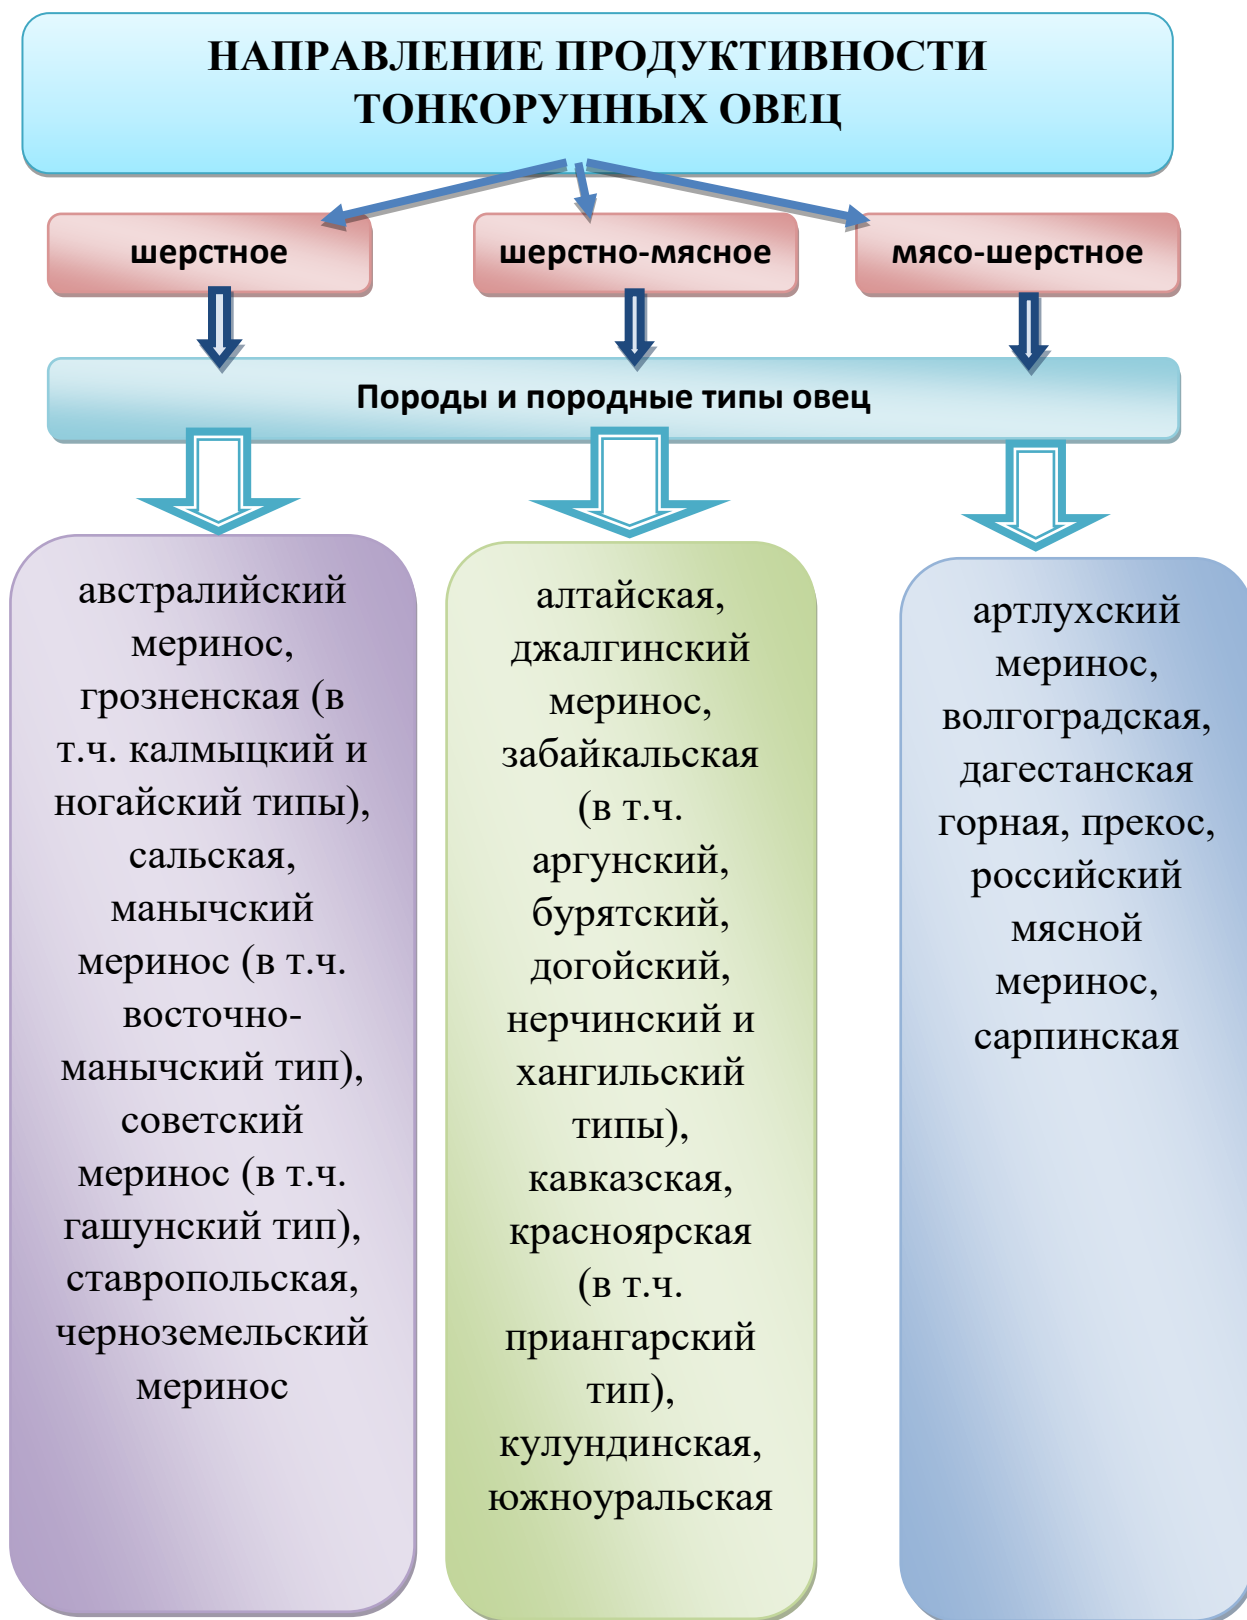 НАПРАВЛЕНИЕ ПРОДУКТИВНОСТИ
ТОНКОРУННЫХ ОВЕЦ
шерстное
шерстно-мясное
мясо-шерстное
Породы и породные типы овец
австралийский
меринос,
грозненская (в
т.ч. калмыцкий и
ногайский типы),
сальская,
манычский
меринос (в т.ч.
восточно-
манычский тип),
советский
меринос (в т.ч.
гашунский тип),
ставропольская,
черноземельский
меринос
алтайская,
джалгинский
меринос,
забайкальская
(в т.ч.
аргунский,
бурятский,
догойский,
нерчинский и
хангильский
типы),
кавказская,
красноярская
(в т.ч.
приангарский
тип),
кулундинская,
южноуральская
артлухский
меринос,
волгоградская,
дагестанская
горная, прекос,
российский
мясной
меринос,
сарпинская